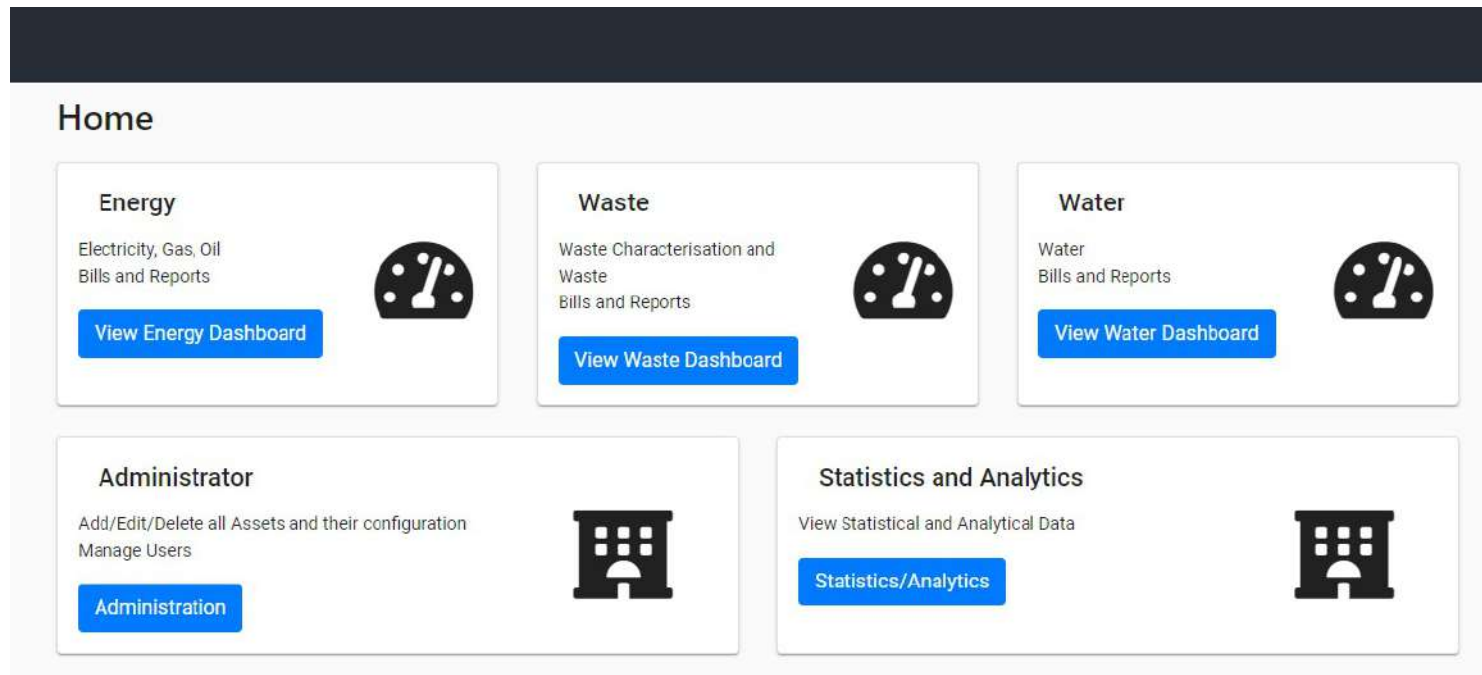 Home
Energy
Electricity, Gas, Oil
Bills and Reports
View Energy Dashboard
Waste
Waste Characterisation and
Waste
Bills and Reports
View Waste Dashboard
Water
Water
Bills and Reports
View Water Dashboard
Administrator
Add/Edit/Delete all Assets and their configuration
Manage Users
Administration
Statistics and Analytics
View Statistical and Analytical Data
Statistics/Analytics